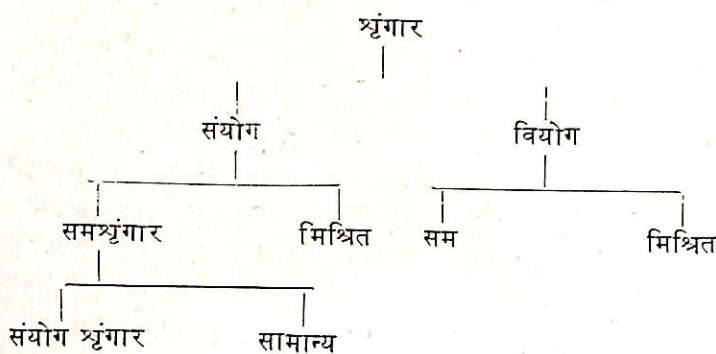 शृंगार
संयोग वियोग
समशृंगार मिश्रित सम मिश्रित
संयोग शृंगार सामान्य